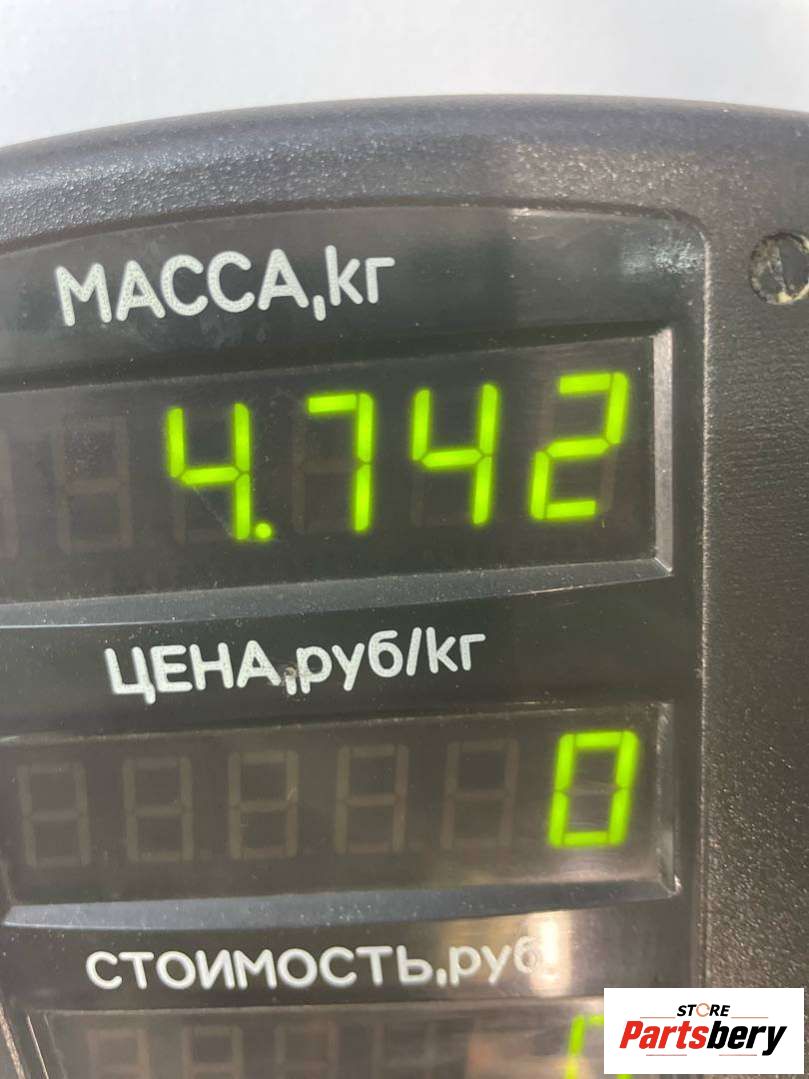 МАССА,кг
4.742
ЦЕНА,руб/кг
0
СТОИМОСТЬ,руб
STORE
Partsbery